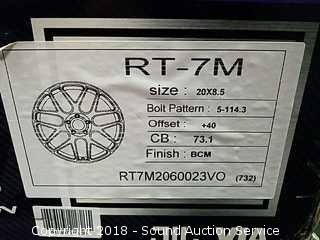 RT-7M
size : 20X8.5
Bolt Pattern : 5-114.3
Offset : +40
CB : 73.1
Finish : BCM
RT7M2060023VO (732)
Copyright 2018 - Sound Auction Service